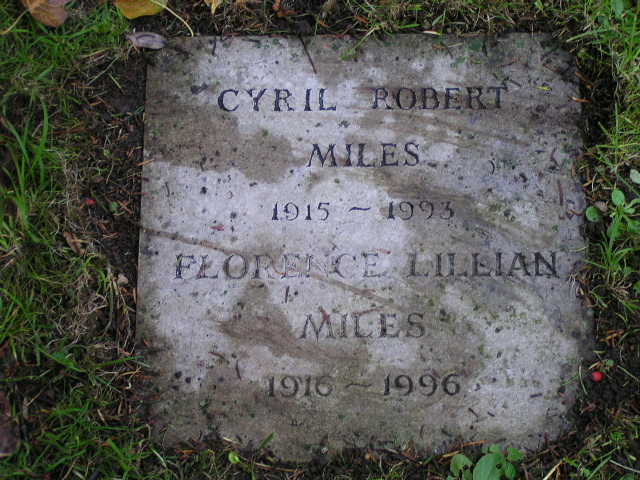 CYRIL ROBERT
MILES
1915 ~ 1993
FLORENCE LILLIAN
MILES
1916 ~ 1996